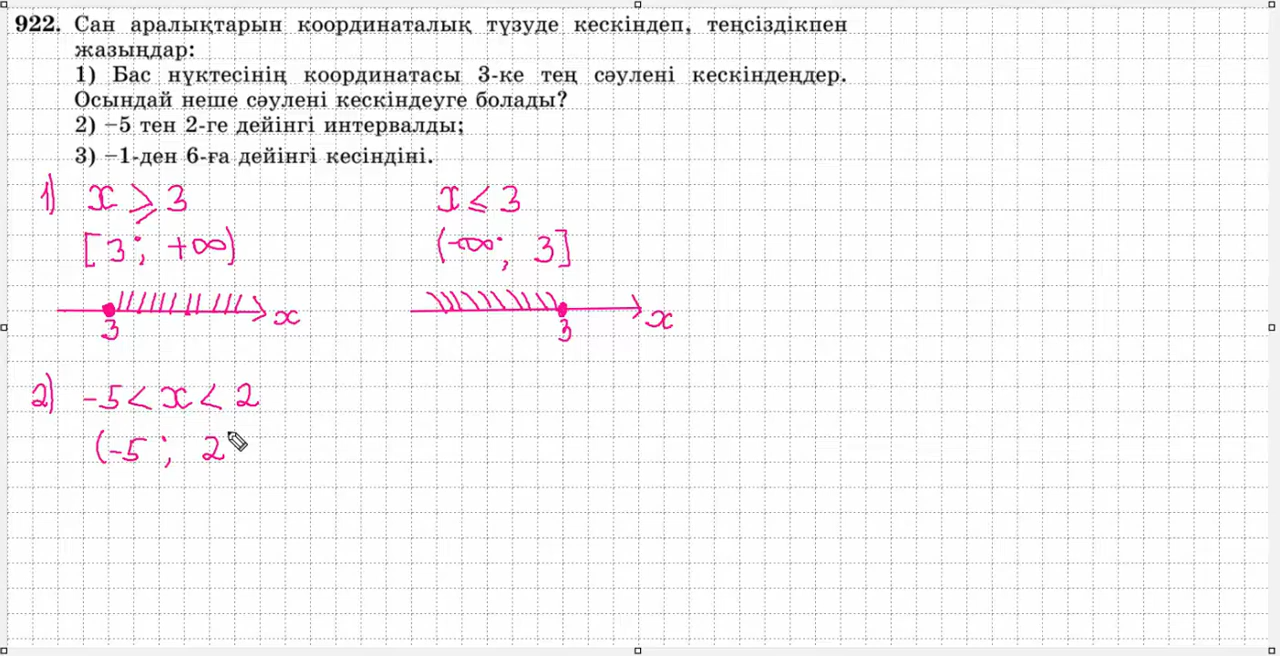 922. Сан аралықтарын координаталық түзуде кескіндеп, теңсіздікпен
жазыңдар:
1) Бас нүктесінің координатасы 3-ке тең сәулені кескіндеңдер.
Осындай неше сәулені кескіндеуге болады?
2) −5 тен 2-ге дейінгі интервалды;
3) −1-ден 6-ға дейінгі кесіндіні.
1) x ⩾ 3
[3; +∞)
3 x
x ⩽ 3
(-∞; 3]
3 x
2) -5 < x < 2
(-5; 2